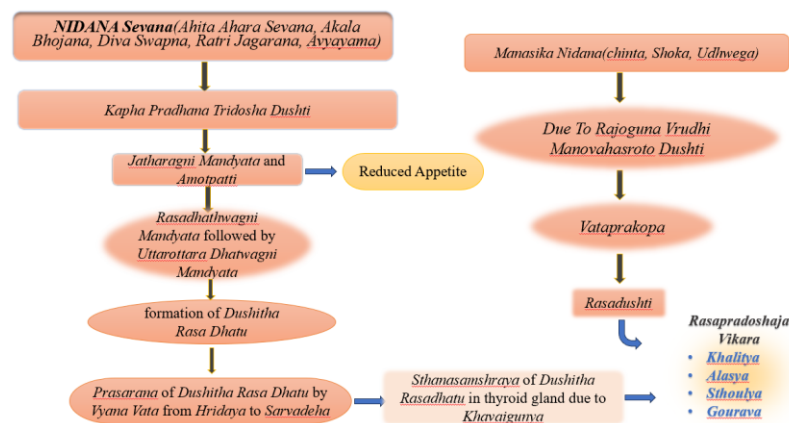 NIDANA Sevana(Ahita Ahara Sevana, Akala
Bhojana, Diva Swapna, Ratri Jagarana, Avyayama)
Kapha Pradhana Tridosha Dushti
Jatharagni Mandyata and
Amotpatti
Reduced Appetite
Rasadhathwagni
Mandyata followed by
Uttarottara Dhatwagni
Mandyata
formation of Dushitha
Rasa Dhatu
Prasarana of Dushitha Rasa Dhatu by
Vyana Vata from Hridaya to Sarvadeha
Sthanasamshraya of Dushitha
Rasadhatu in thyroid gland due to
Khavaigunya
Manasika Nidana(chinta, Shoka, Udhwega)
Due To Rajoguna Vrudhi
Manovahasroto Dushti
Vataprakopa
Rasadushti
Rasapradoshaja
Vikara
• Khalitya
• Alasya
• Sthoulya
• Gourava